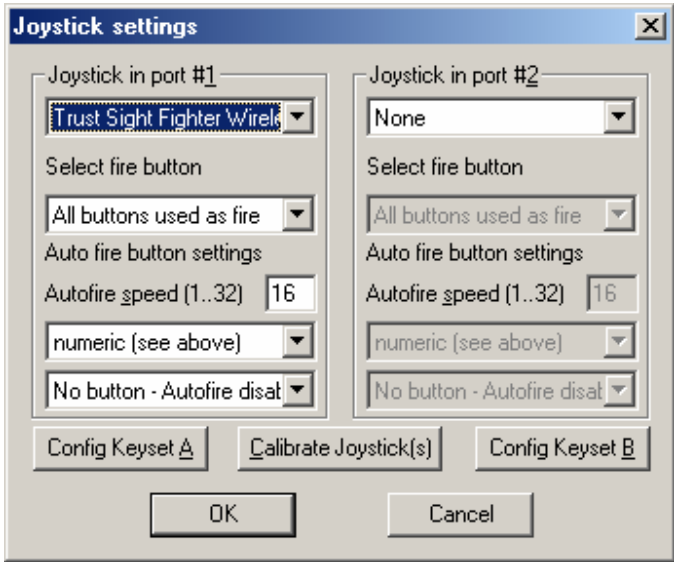 Joystick settings
Joystick in port #1
Trust Sight Fighter Wirel
Select fire button
All buttons used as fire
Auto fire button settings
Autofire speed (1..32) 16
numeric (see above)
No button - Autofire disat
Joystick in port #2
None
Select fire button
All buttons used as fire
Auto fire button settings
Autofire speed (1..32) 16
numeric (see above)
No button - Autofire disat
Config Keyset A
Calibrate Joystick(s)
Config Keyset B
OK
Cancel